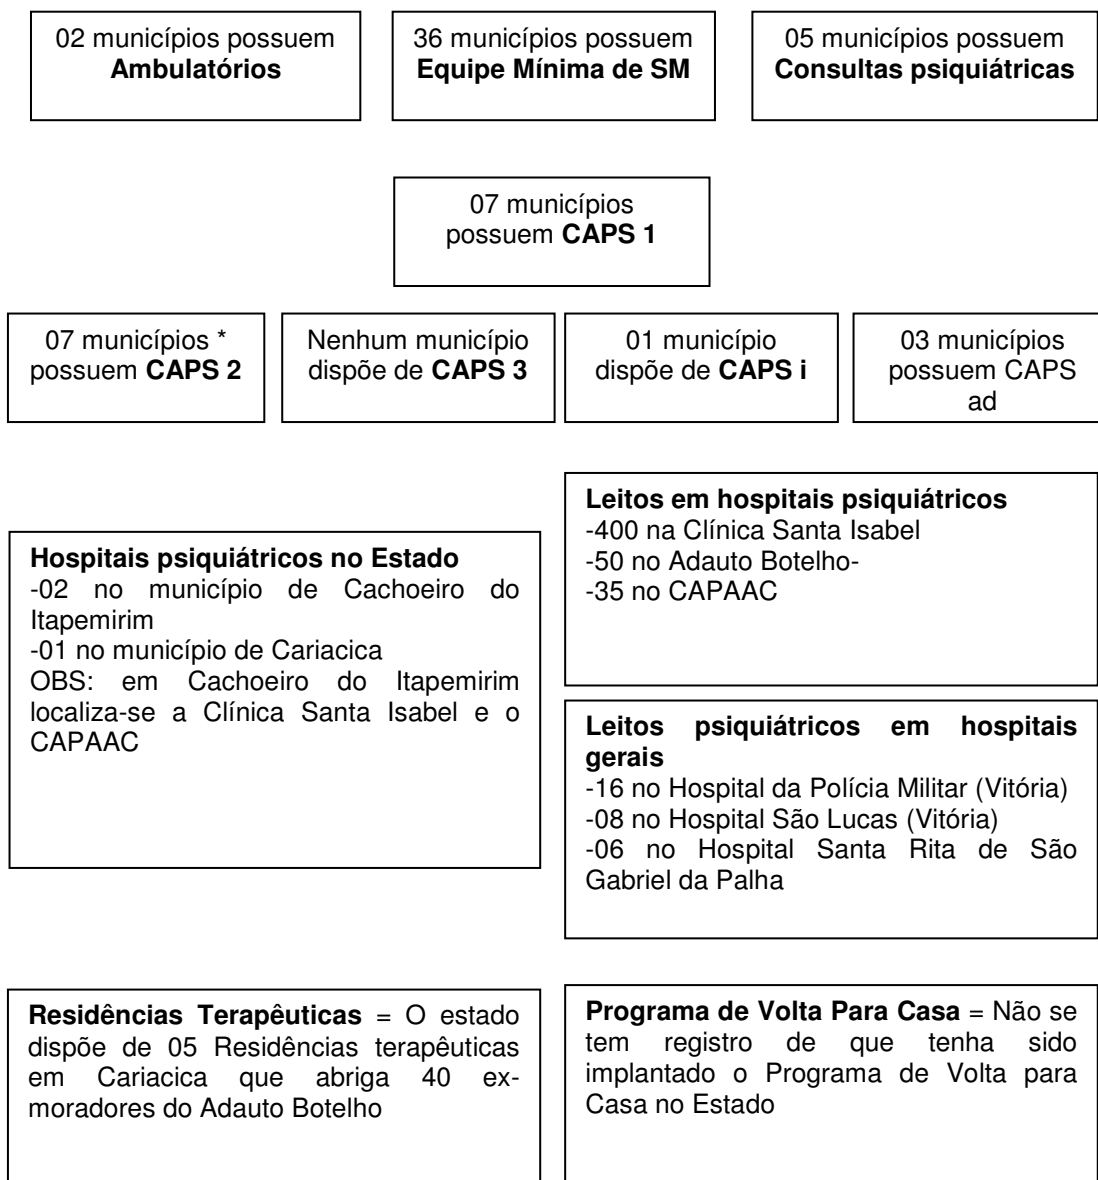 02 municípios possuem
Ambulatórios
36 municípios possuem
Equipe Mínima de SM
05 municípios possuem
Consultas psiquiátricas
07 municípios
possuem CAPS 1
07 municípios *
possuem CAPS 2
Nenhum município
dispõe de CAPS 3
01 município
dispõe de CAPS i
03 municípios
possuem CAPS
ad
Hospitais psiquiátricos no Estado
-02 no município de Cachoeiro do
Itapemirim
-01 no município de Cariacica
OBS: em Cachoeiro do Itapemirim
localiza-se a Clínica Santa Isabel e o
CAPAAC
Leitos em hospitais psiquiátricos
-400 na Clínica Santa Isabel
-50 no Adauto Botelho-
-35 no CAPAAC
Leitos psiquiátricos em hospitais
gerais
-16 no Hospital da Polícia Militar (Vitória)
-08 no Hospital São Lucas (Vitória)
-06 no Hospital Santa Rita de São
Gabriel da Palha
Residências Terapêuticas = O estado
dispõe de 05 Residências terapêuticas
em Cariacica que abriga 40 ex-
moradores do Adauto Botelho
Programa de Volta Para Casa = Não se
tem registro de que tenha sido
implantado o Programa de Volta para
Casa no Estado